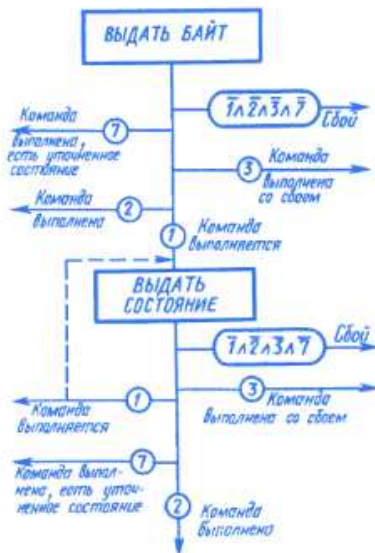 ВЫДАТЬ БАЙТ
1̅∧2̅∧3̅∧7̅
Сбой
Команда
7
выполнена,
есть уточненное
состояние
3
Команда
выполнена
со сбоем
Команда
2
выполнена
1
Команда
выполняется
ВЫДАТЬ
СОСТОЯНИЕ
1̅∧2̅∧3̅∧7̅
Сбой
1
Команда
выполняется
3
Команда
выполнена со сбоем
7
Команда выпол-
нена, есть уточ-
ненное состояние
2
Команда
выполнена